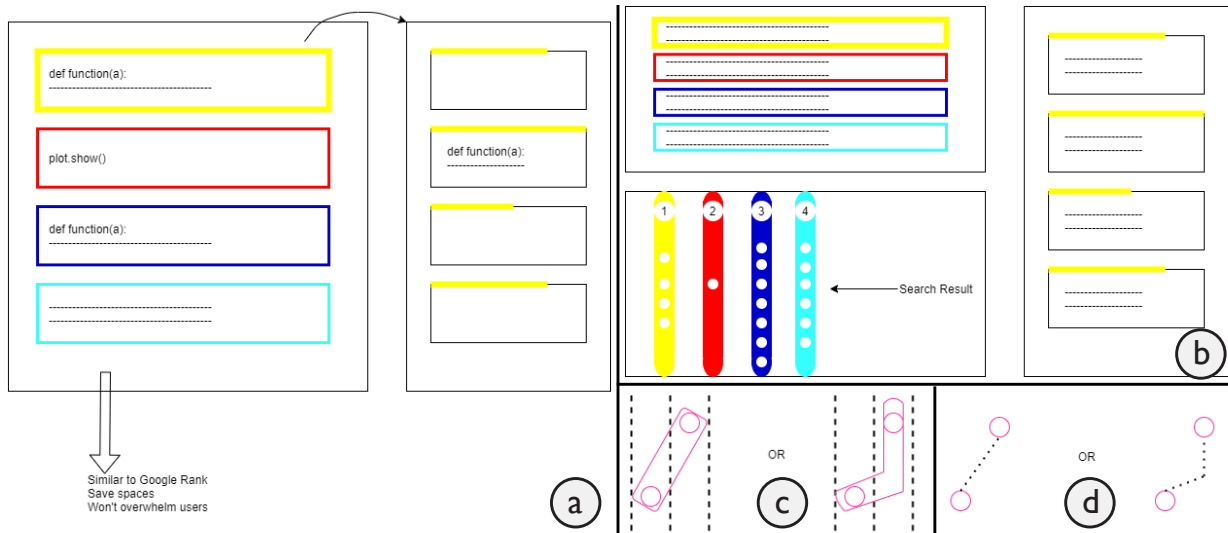 def function(a):
plot.show()
def function(a):
def function(a):
Similar to Google Rank
Save spaces
Won't overwhelm users
a
1 2 3 4
Search Result
b
OR
c
OR
d